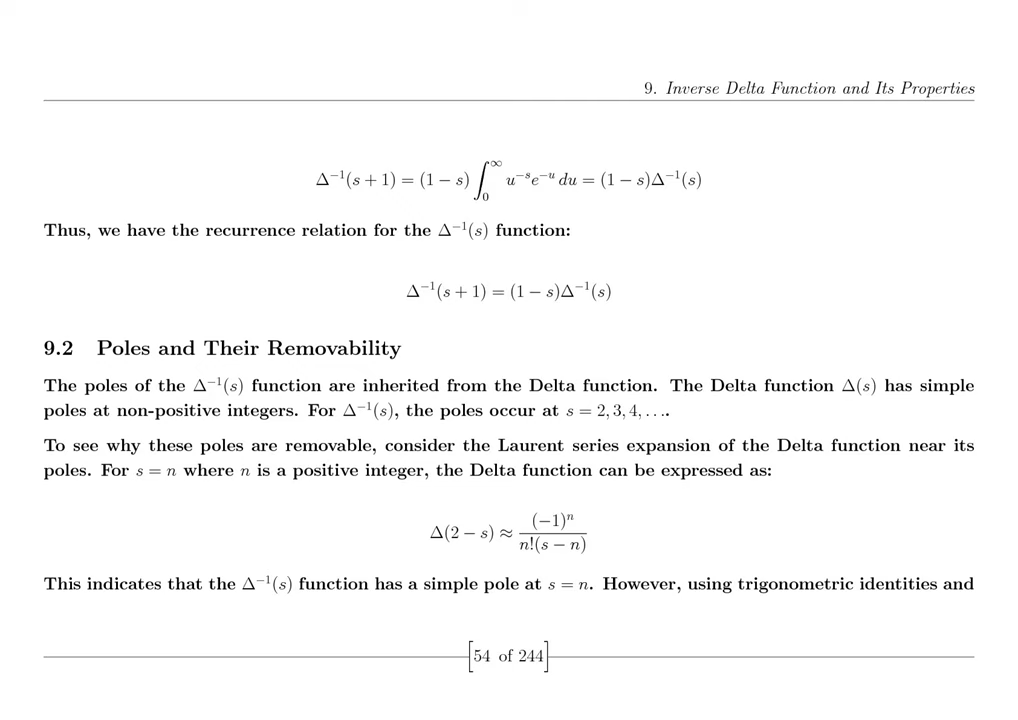 9. Inverse Delta Function and Its Properties
Δ⁻¹(s + 1) = (1 − s) ∫₀^∞ u⁻ˢe⁻ᵘ du = (1 − s)Δ⁻¹(s)
Thus, we have the recurrence relation for the Δ⁻¹(s) function:
Δ⁻¹(s + 1) = (1 − s)Δ⁻¹(s)
9.2 Poles and Their Removability
The poles of the Δ⁻¹(s) function are inherited from the Delta function. The Delta function Δ(s) has simple
poles at non-positive integers. For Δ⁻¹(s), the poles occur at s = 2, 3, 4, . . ..
To see why these poles are removable, consider the Laurent series expansion of the Delta function near its
poles. For s = n where n is a positive integer, the Delta function can be expressed as:
Δ(2 − s) ≈ (−1)ⁿ / n!(s − n)
This indicates that the Δ⁻¹(s) function has a simple pole at s = n. However, using trigonometric identities and
[54 of 244]